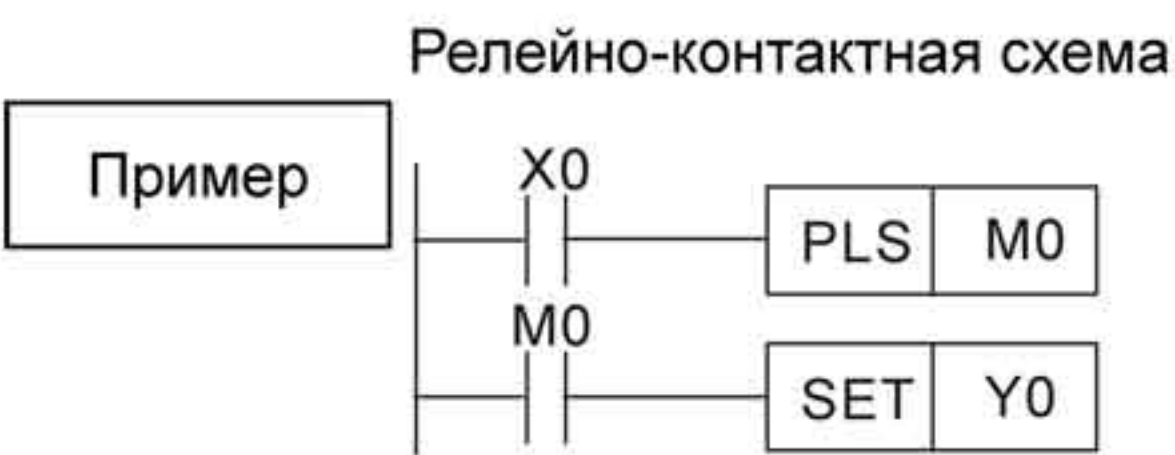 Релейно-контактная схема
Пример
X0
PLS M0
M0
SET Y0